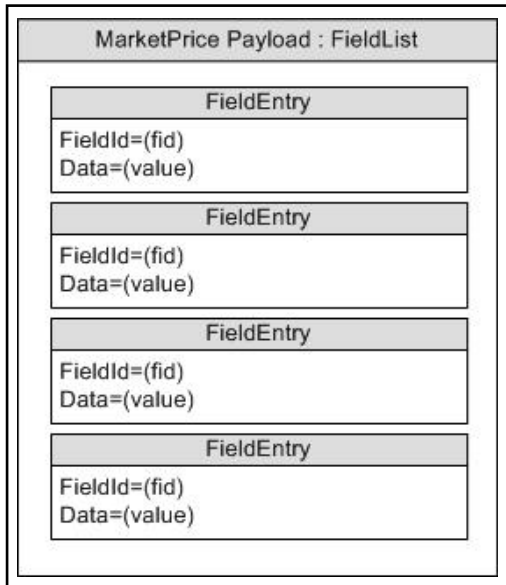 MarketPrice Payload : FieldList
FieldEntry
FieldId=(fid)
Data=(value)
FieldEntry
FieldId=(fid)
Data=(value)
FieldEntry
FieldId=(fid)
Data=(value)
FieldEntry
FieldId=(fid)
Data=(value)